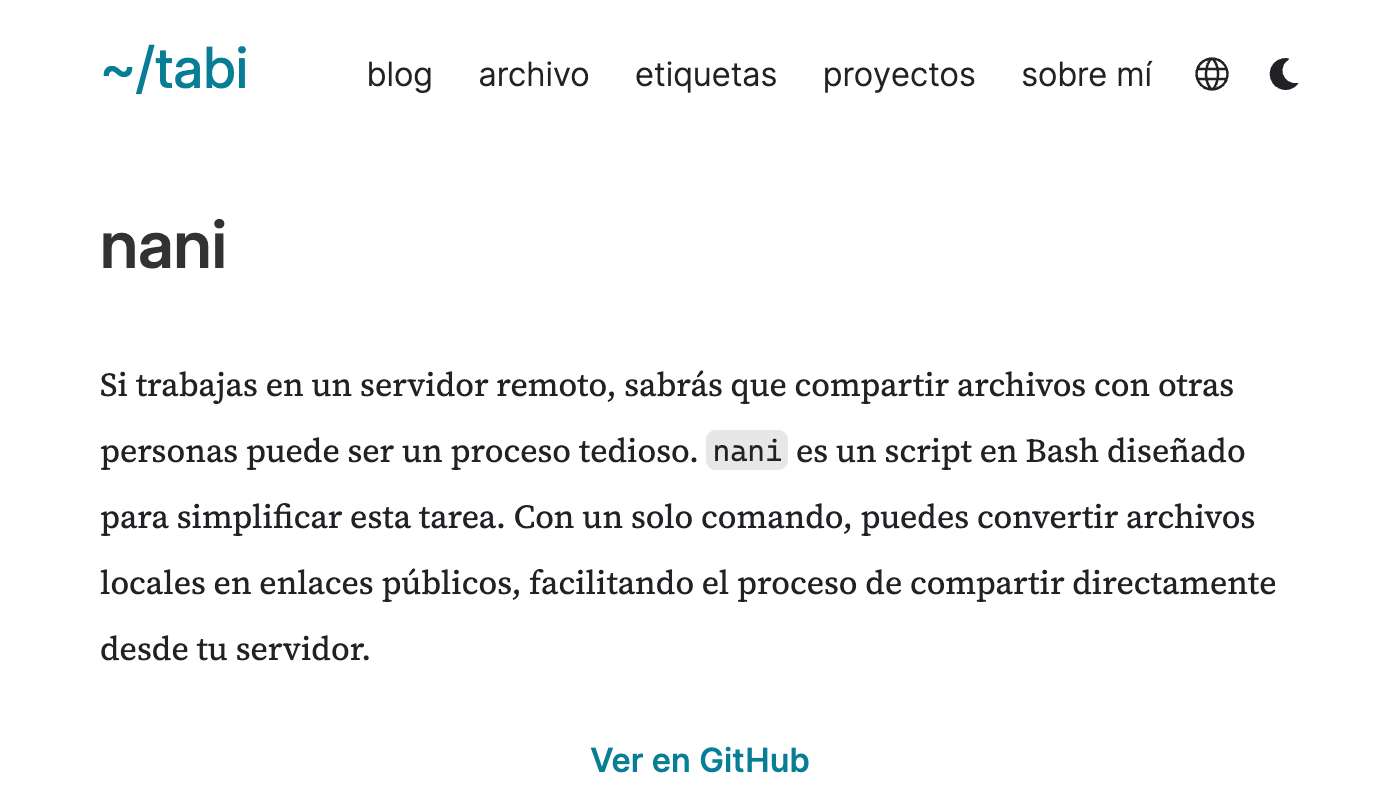 ~/tabi
blog archivo etiquetas proyectos sobre mí
nani
Si trabajas en un servidor remoto, sabrás que compartir archivos con otras
personas puede ser un proceso tedioso. nani es un script en Bash diseñado
para simplificar esta tarea. Con un solo comando, puedes convertir archivos
locales en enlaces públicos, facilitando el proceso de compartir directamente
desde tu servidor.
Ver en GitHub